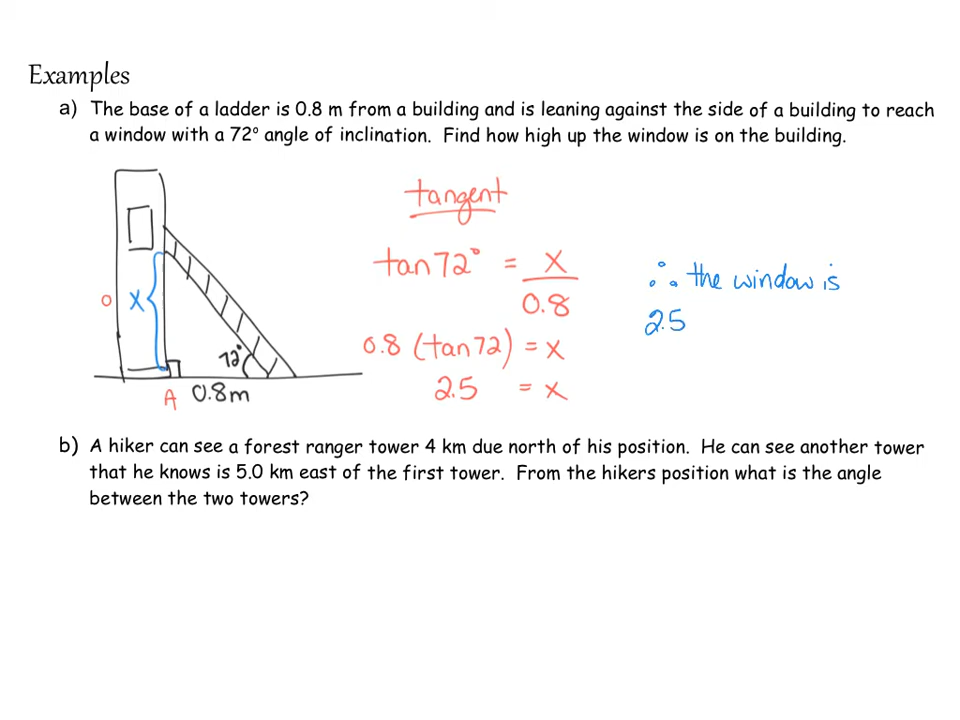 Examples
a) The base of a ladder is 0.8 m from a building and is leaning against the side of a building to reach
a window with a 72° angle of inclination. Find how high up the window is on the building.
tangent
tan 72° = x
0.8
0.8 (tan 72) = x
2.5 = x
∴ the window is
2.5
O
x
72°
A 0.8m
b) A hiker can see a forest ranger tower 4 km due north of his position. He can see another tower
that he knows is 5.0 km east of the first tower. From the hikers position what is the angle
between the two towers?